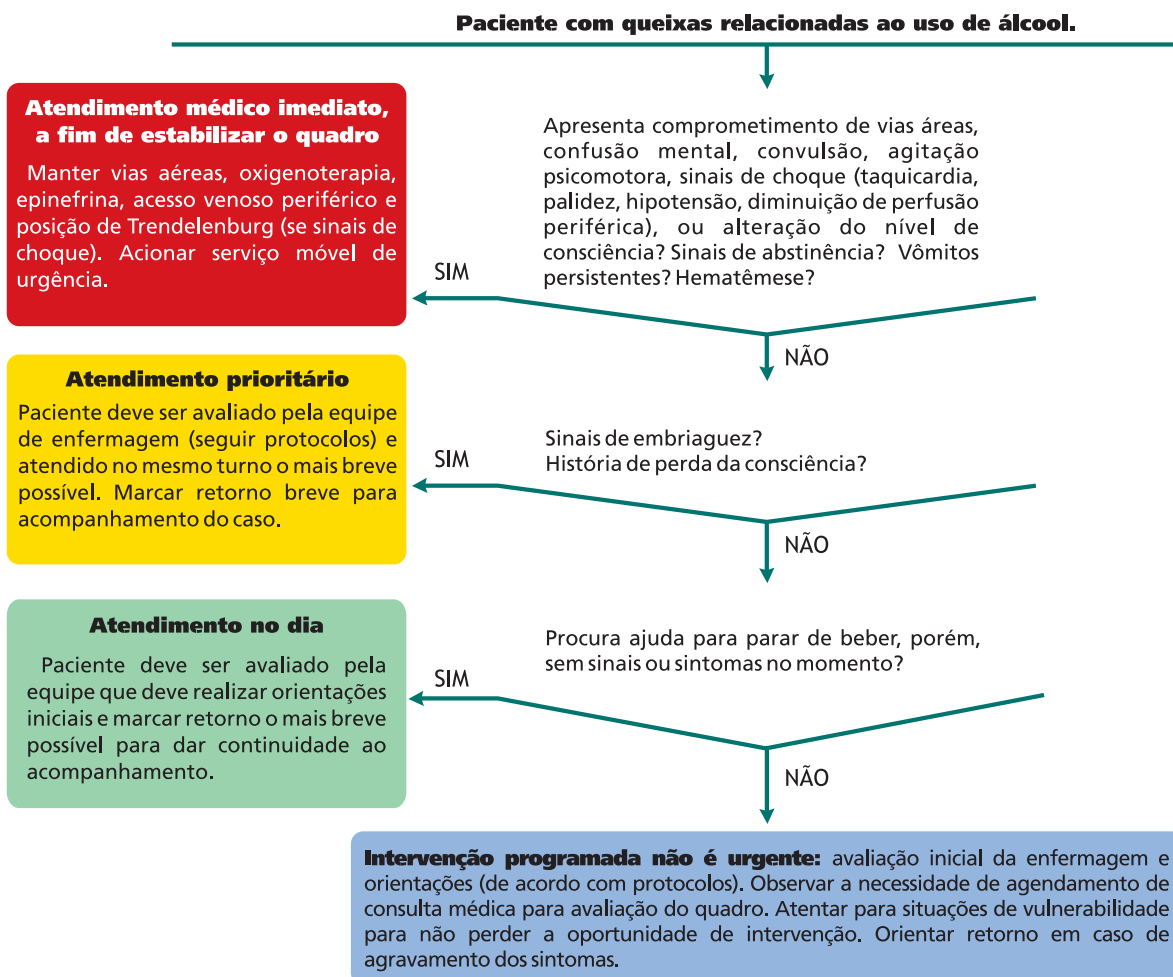 Paciente com queixas relacionadas ao uso de álcool.
Atendimento médico imediato,
a fim de estabilizar o quadro
Manter vias aéreas, oxigenoterapia,
epinefrina, acesso venoso periférico e
posição de Trendelenburg (se sinais de
choque). Acionar serviço móvel de
urgência.
Apresenta comprometimento de vias áreas,
confusão mental, convulsão, agitação
psicomotora, sinais de choque (taquicardia,
palidez, hipotensão, diminuição de perfusão
periférica), ou alteração do nível de
consciência? Sinais de abstinência? Vômitos
persistentes? Hematêmese?
SIM
NÃO
Atendimento prioritário
Paciente deve ser avaliado pela equipe
de enfermagem (seguir protocolos) e
atendido no mesmo turno o mais breve
possível. Marcar retorno breve para
acompanhamento do caso.
Sinais de embriaguez?
História de perda da consciência?
SIM
NÃO
Atendimento no dia
Paciente deve ser avaliado pela
equipe que deve realizar orientações
iniciais e marcar retorno o mais breve
possível para dar continuidade ao
acompanhamento.
Procura ajuda para parar de beber, porém,
sem sinais ou sintomas no momento?
SIM
NÃO
Intervenção programada não é urgente: avaliação inicial da enfermagem e
orientações (de acordo com protocolos). Observar a necessidade de agendamento de
consulta médica para avaliação do quadro. Atentar para situações de vulnerabilidade
para não perder a oportunidade de intervenção. Orientar retorno em caso de
agravamento dos sintomas.